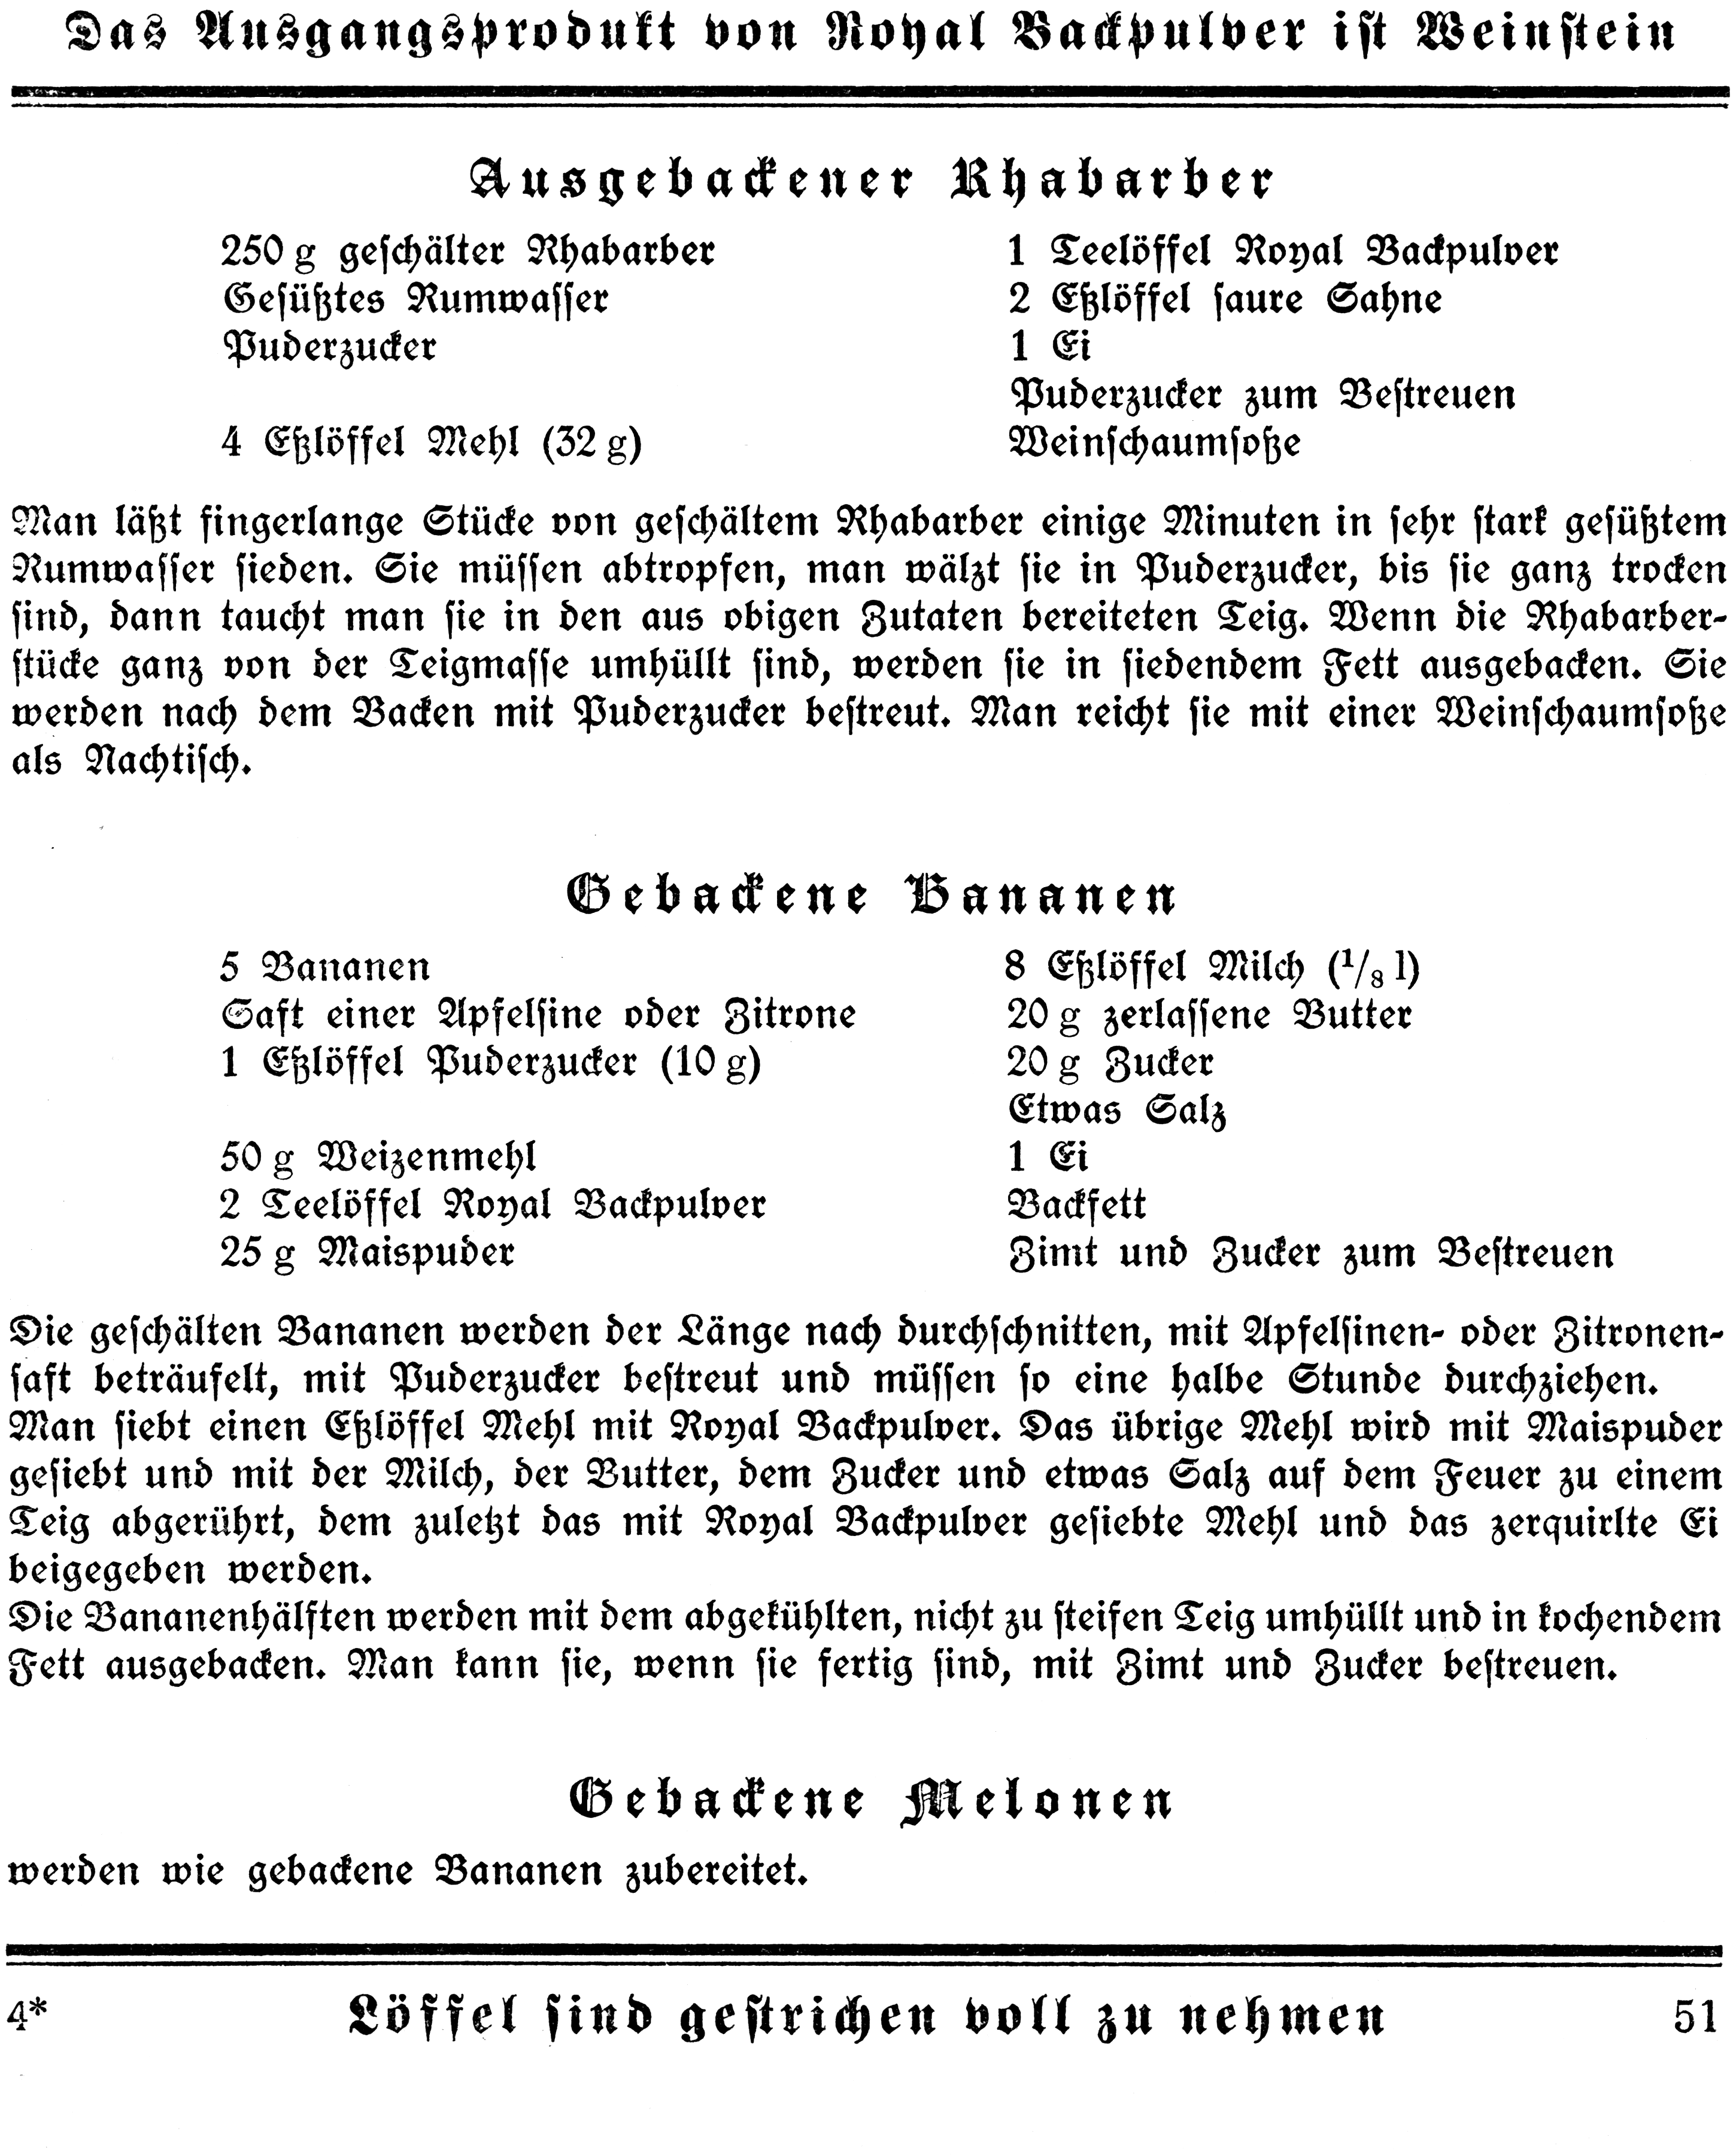 Das Ausgangsprodukt von Royal Backpulver ist Weinstein
Ausgebackener Rhabarber
250 g geschälter Rhabarber
Gesüßtes Rumwasser
Puderzucker
4 Eßlöffel Mehl (32 g)
1 Teelöffel Royal Backpulver
2 Eßlöffel saure Sahne
1 Ei
Puderzucker zum Bestreuen
Weinschaumsoße
Man läßt fingerlange Stücke von geschältem Rhabarber einige Minuten in sehr stark gesüßtem
Rumwasser sieden. Sie müssen abtropfen, man wälzt sie in Puderzucker, bis sie ganz trocken
sind, dann taucht man sie in den aus obigen Zutaten bereiteten Teig. Wenn die Rhabarber-
stücke ganz von der Teigmasse umhüllt sind, werden sie in siedendem Fett ausgebacken. Sie
werden nach dem Backen mit Puderzucker bestreut. Man reicht sie mit einer Weinschaumsoße
als Nachtisch.
Gebackene Bananen
5 Bananen
Saft einer Apfelsine oder Zitrone
1 Eßlöffel Puderzucker (10 g)
50 g Weizenmehl
2 Teelöffel Royal Backpulver
25 g Maispuder
8 Eßlöffel Milch (1/8 l)
20 g zerlassene Butter
20 g Zucker
Etwas Salz
1 Ei
Backfett
Zimt und Zucker zum Bestreuen
Die geschälten Bananen werden der Länge nach durchschnitten, mit Apfelsinen- oder Zitronen-
saft beträufelt, mit Puderzucker bestreut und müssen so eine halbe Stunde durchziehen.
Man siebt einen Eßlöffel Mehl mit Royal Backpulver. Das übrige Mehl wird mit Maispuder
gesiebt und mit der Milch, der Butter, dem Zucker und etwas Salz auf dem Feuer zu einem
Teig abgerührt, dem zuletzt das mit Royal Backpulver gesiebte Mehl und das zerquirlte Ei
beigegeben werden.
Die Bananenhälften werden mit dem abgekühlten, nicht zu steifen Teig umhüllt und in kochendem
Fett ausgebacken. Man kann sie, wenn sie fertig sind, mit Zimt und Zucker bestreuen.
Gebackene Melonen
werden wie gebackene Bananen zubereitet.
4* Löffel sind gestrichen voll zu nehmen 51